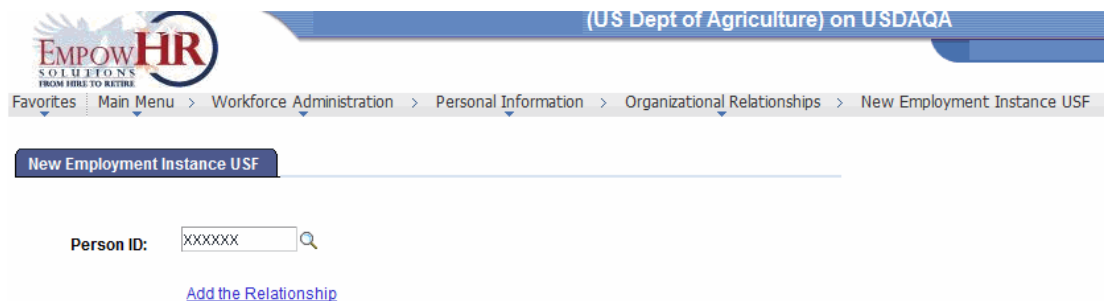 (US Dept of Agriculture) on USDAQA
EMPOWHR
SOLUTIONS
FROM HIRE TO RETIRE
Favorites Main Menu > Workforce Administration > Personal Information > Organizational Relationships > New Employment Instance USF
New Employment Instance USF
Person ID: XXXXXX
Add the Relationship